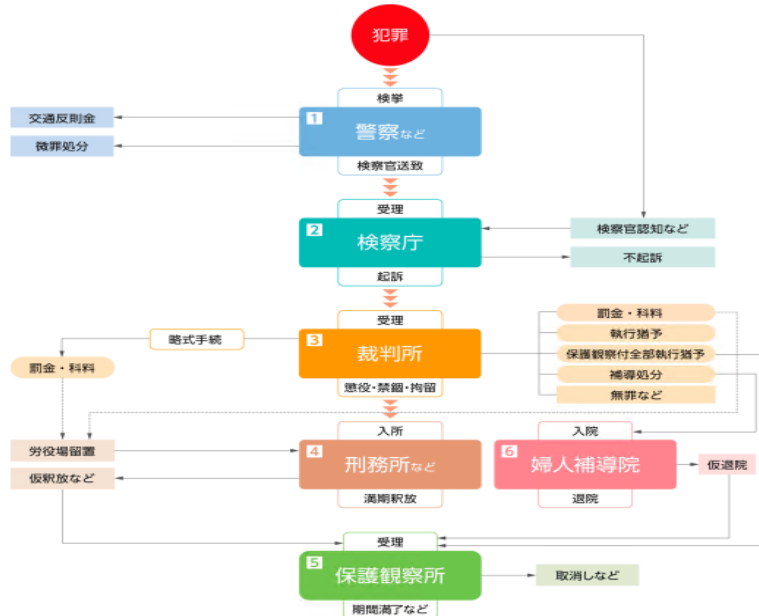 犯罪
検挙
1
警察など
交通反則金
微罪処分
検察官送致
受理
2
検察庁
検察官認知など
不起訴
起訴
受理
略式手続
3
裁判所
罰金・科料
執行猶予
保護観察付全部執行猶予
補導処分
無罪など
罰金・科料
懲役・禁錮・拘留
入所
入院
労役場留置
4
刑務所など
6
婦人補導院
仮退院
仮釈放など
満期釈放
退院
受理
5
保護観察所
取消しなど
期間満了など